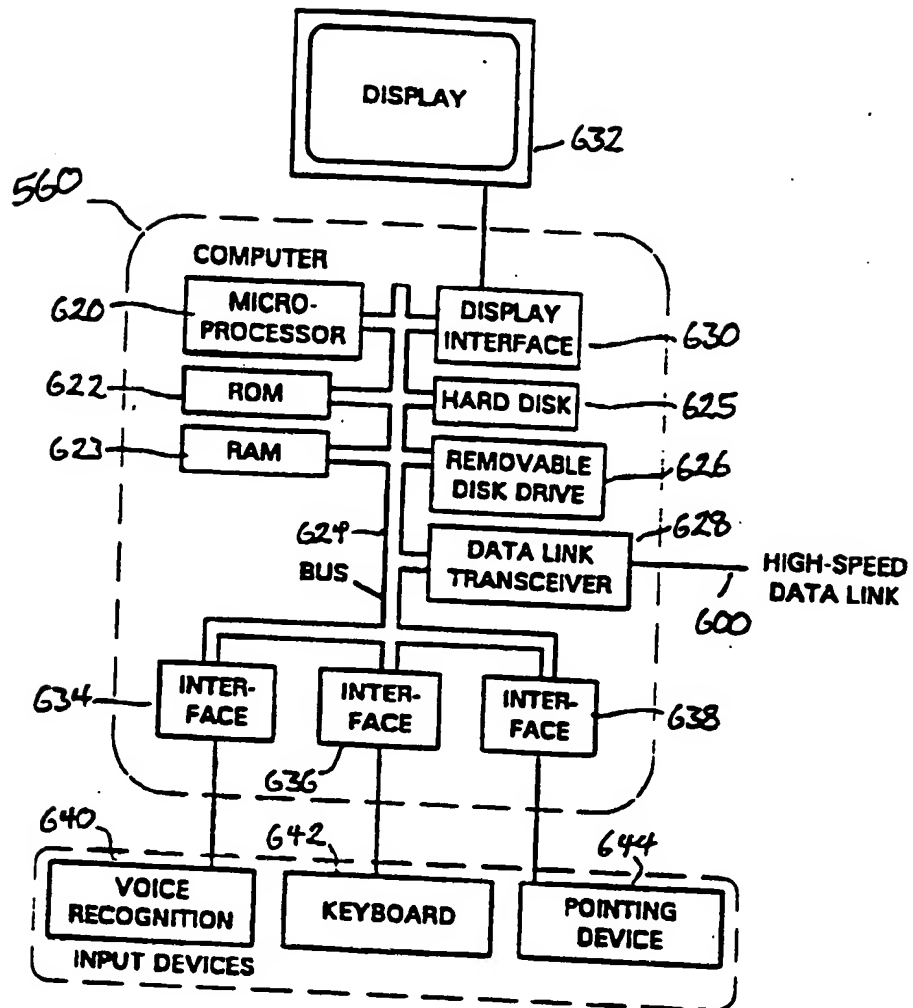 DISPLAY
632
560
COMPUTER
620
MICRO-
PROCESSOR
DISPLAY
INTERFACE
630
622
ROM
HARD DISK
625
623
RAM
REMOVABLE
DISK DRIVE
626
624
BUS
628
DATA LINK
TRANSCEIVER
HIGH-SPEED
DATA LINK
600
634
INTER-
FACE
INTER-
FACE
636
INTER-
FACE
638
640
VOICE
RECOGNITION
642
KEYBOARD
644
POINTING
DEVICE
INPUT DEVICES